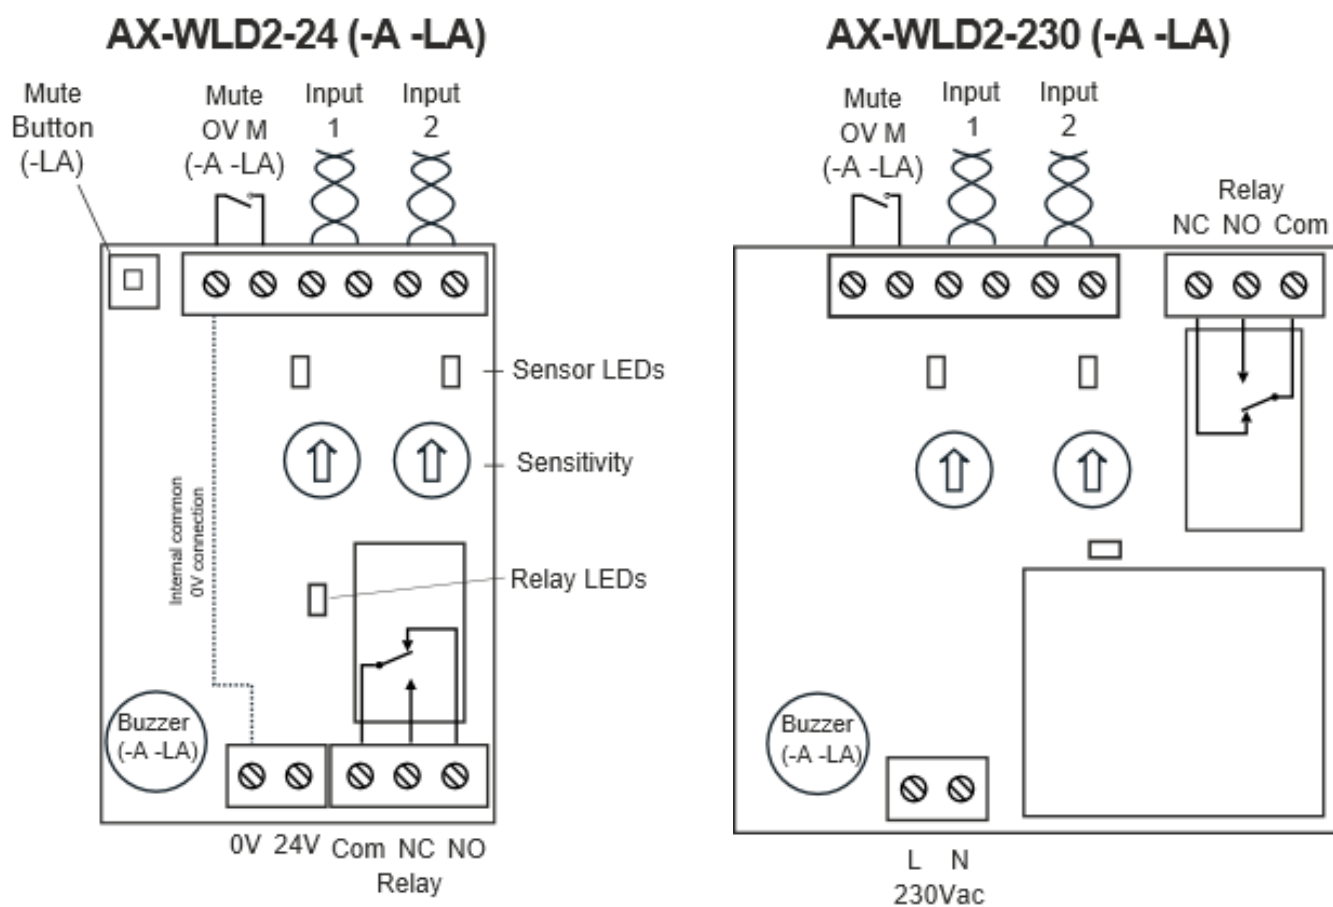 AX-WLD2-24 (-A -LA)
Mute
Button
(-LA)
Mute
OV M
(-A -LA)
Input
1
Input
2
Sensor LEDs
Sensitivity
Internal common
0V connection
Relay LEDs
Buzzer
(-A -LA)
0V 24V Com NC NO
Relay
AX-WLD2-230 (-A -LA)
Mute
OV M
(-A -LA)
Input
1
Input
2
Relay
NC NO Com
Buzzer
(-A -LA)
L N
230Vac